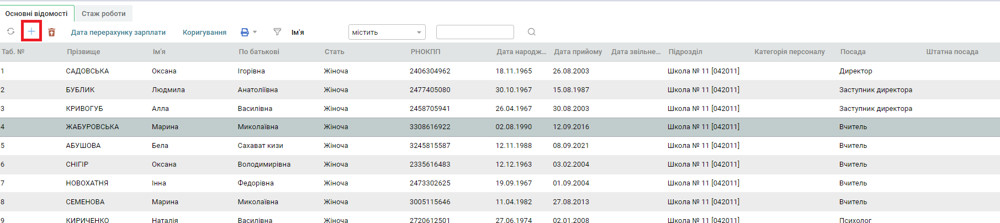 Основні відомості Стаж роботи
Дата перерахунку зарплати Коригування Ім'я містить
Таб. № Прізвище Ім'я По батькові Стать РНОКПП Дата народж... Дата прийому Дата звільне... Підрозділ Категорія персоналу Посада Штатна посада
1 САДОВСЬКА Оксана Ігорівна Жіноча 2406304962 18.11.1965 26.08.2003 Школа № 11 [042011] Директор
2 БУБЛИК Людмила Анатоліївна Жіноча 2477405080 30.10.1967 15.08.1987 Школа № 11 [042011] Заступник директора
3 КРИВОГУБ Алла Василівна Жіноча 2458705941 26.04.1967 30.08.2003 Школа № 11 [042011] Заступник директора
4 ЖАБУРОВСЬКА Марина Миколаївна Жіноча 3308616922 02.08.1990 12.09.2016 Школа № 11 [042011] Вчитель
5 АБУШОВА Бела Сахават кизи Жіноча 3245815587 12.11.1988 08.09.2021 Школа № 11 [042011] Вчитель
6 СНІГІР Оксана Володимирівна Жіноча 2335616483 12.12.1963 03.02.2004 Школа № 11 [042011] Вчитель
7 НОВОХАТНЯ Інна Федорівна Жіноча 2473302625 19.09.1967 01.09.2004 Школа № 11 [042011] Вчитель
8 СЕМЕНОВА Марина Миколаївна Жіноча 3005115646 11.04.1982 27.08.2013 Школа № 11 [042011] Вчитель
9 КИРИЧЕНКО Наталія Василівна Жіноча 2720612501 27.06.1974 02.01.2008 Школа № 11 [042011] Психолог